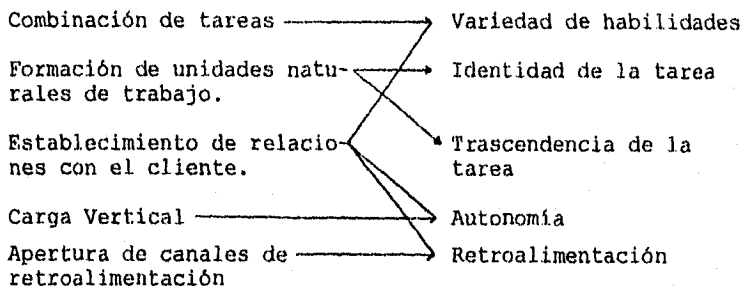 Combinación de tareas Variedad de habilidades
Formación de unidades natu- Identidad de la tarea
rales de trabajo.
Establecimiento de relacio- Trascendencia de la
nes con el cliente. tarea
Carga Vertical Autonomía
Apertura de canales de Retroalimentación
retroalimentación